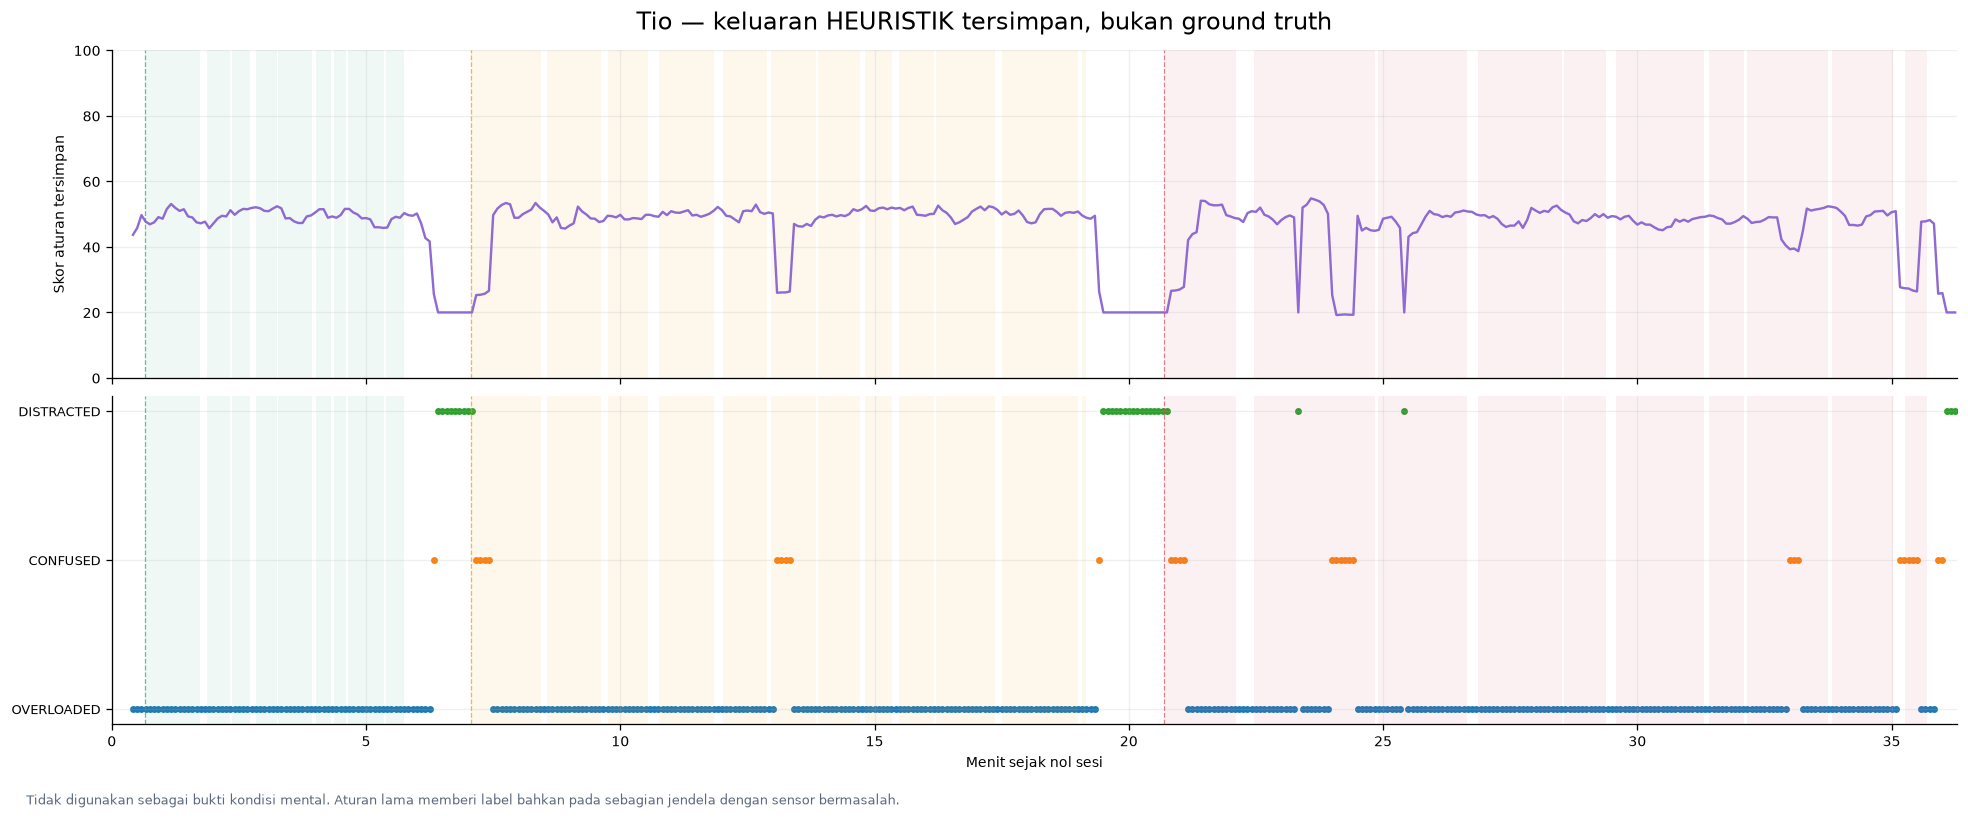 Tio — keluaran HEURISTIK tersimpan, bukan ground truth
100
80
60
40
20
0
Skor aturan tersimpan
DISTRACTED
CONFUSED
OVERLOADED
0 5 10 15 20 25 30 35
Menit sejak nol sesi
Tidak digunakan sebagai bukti kondisi mental. Aturan lama memberi label bahkan pada sebagian jendela dengan sensor bermasalah.